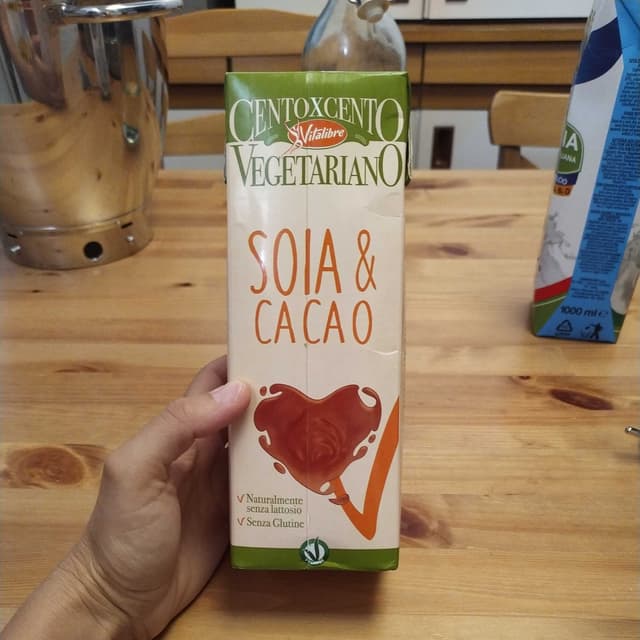 CENTOXCENTO
Vitalibre
VEGETARIANO
SOIA &
CACAO
√ Naturalmente
senza lattosio
√ Senza Glutine
1000 ml e